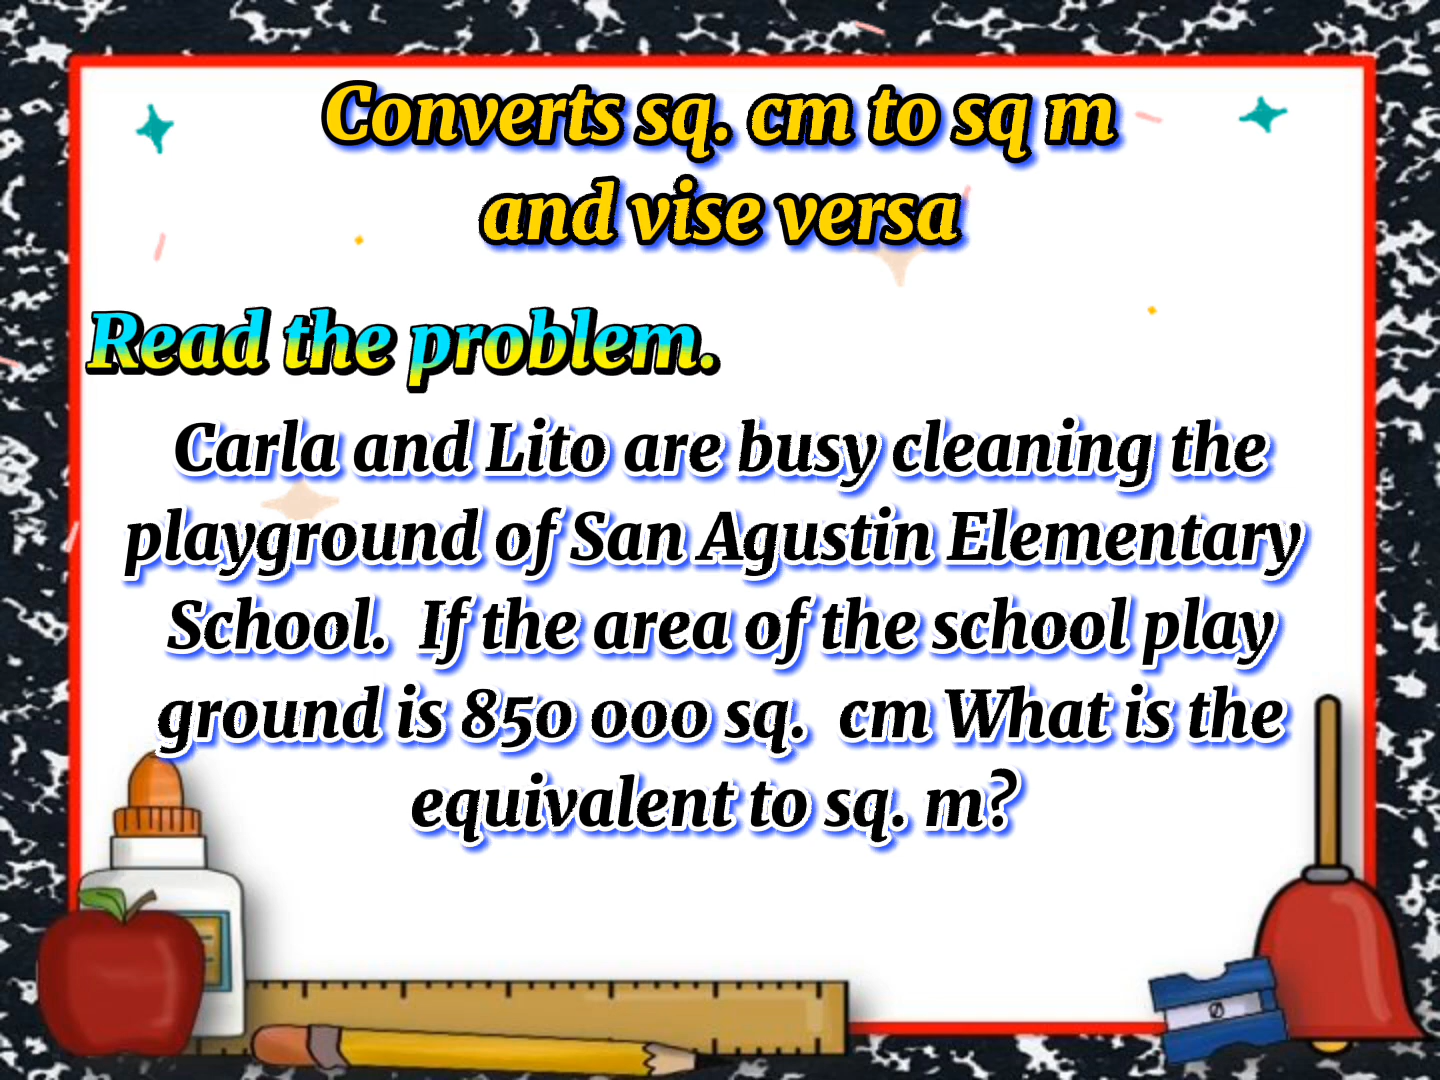 Converts sq. cm to sq m
and vise versa
Read the problem.
Carla and Lito are busy cleaning the
playground of San Agustin Elementary
School. If the area of the school play
ground is 850 000 sq. cm What is the
equivalent to sq. m?